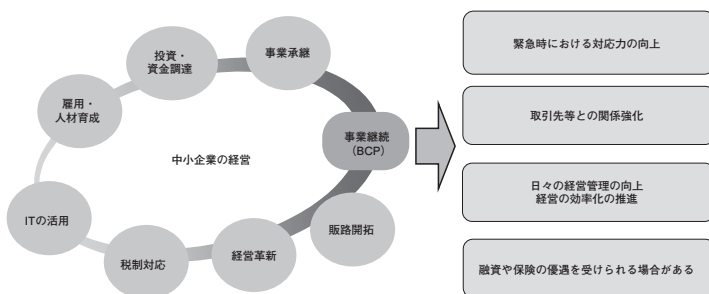 投資・
資金調達
事業承継
雇用・
人材育成
中小企業の経営
事業継続
(BCP)
ITの活用
税制対応
経営革新
販路開拓
緊急時における対応力の向上
取引先等との関係強化
日々の経営管理の向上
経営の効率化の推進
融資や保険の優遇を受けられる場合がある